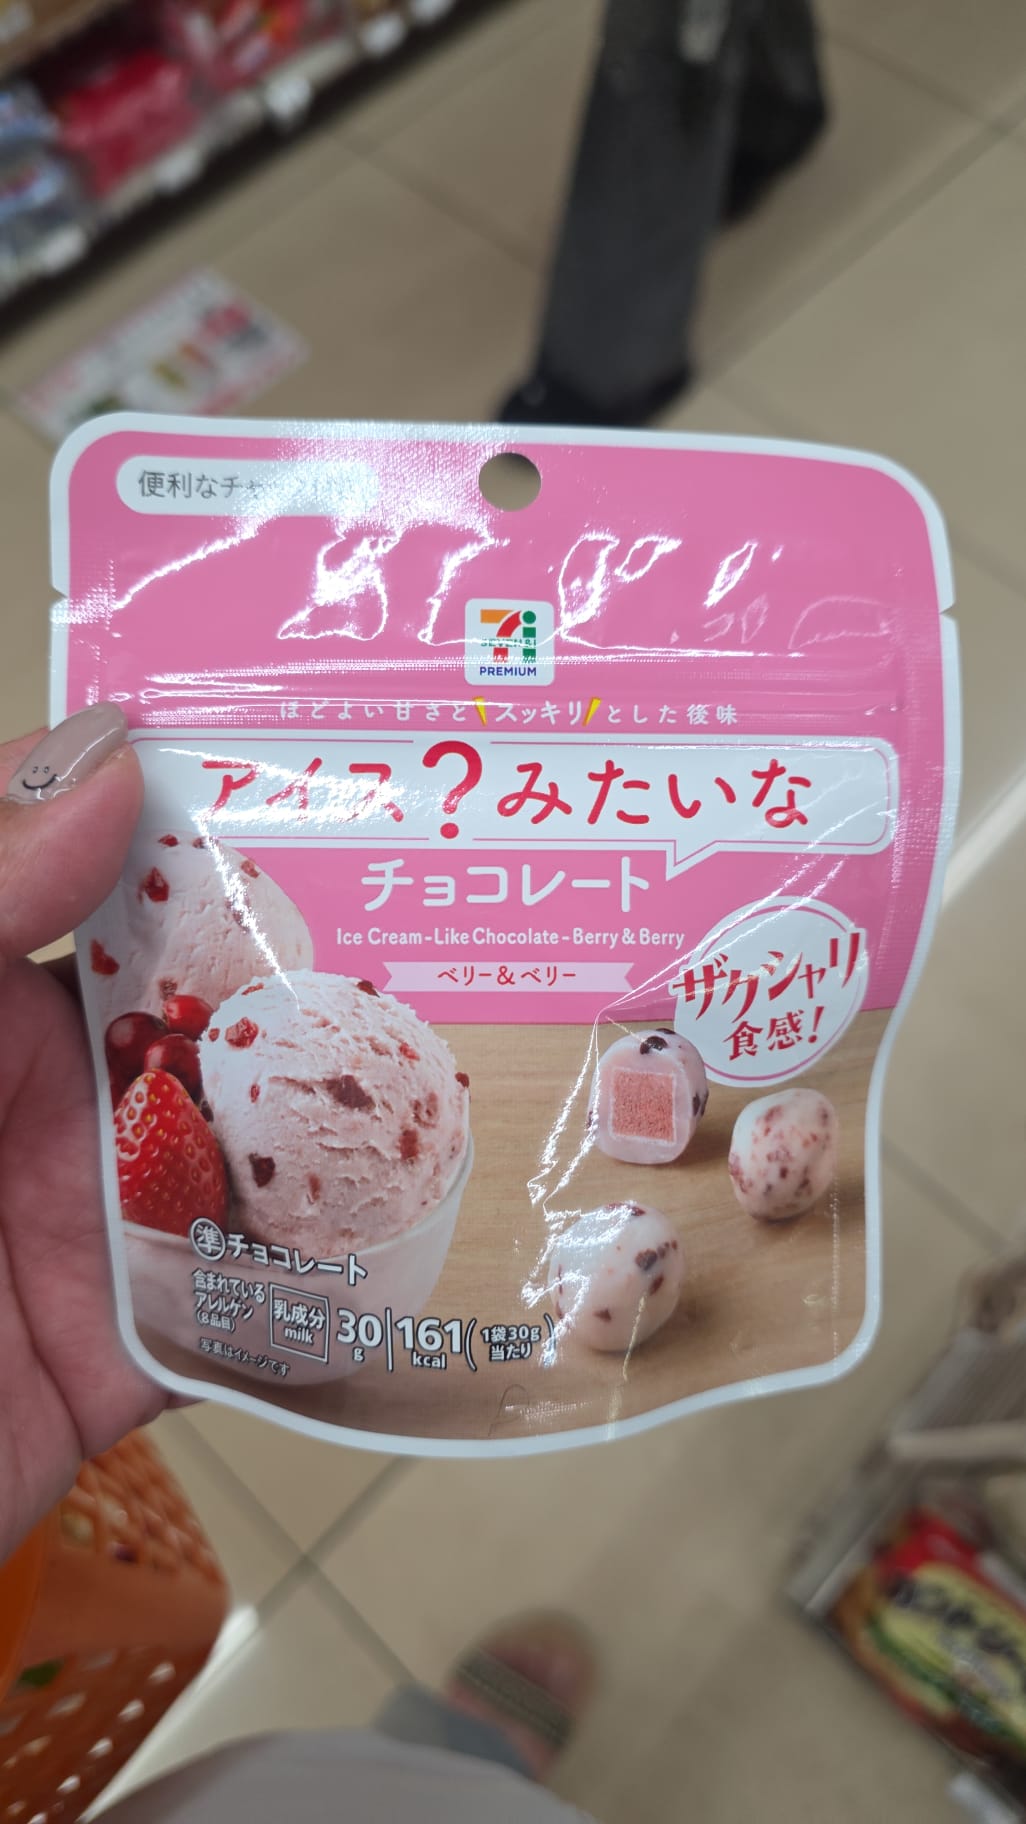 便利なチャック付き
SEVEN&i
PREMIUM
ほどよい甘さとスッキリとした後味
アイス?みたいな
チョコレート
Ice Cream-Like Chocolate-Berry & Berry
ベリー&ベリー
ザクシャリ
食感!
準チョコレート
含まれている
アレルゲン
(8品目)
乳成分
milk
30
g
161
kcal
(1袋30g
当たり)
写真はイメージです